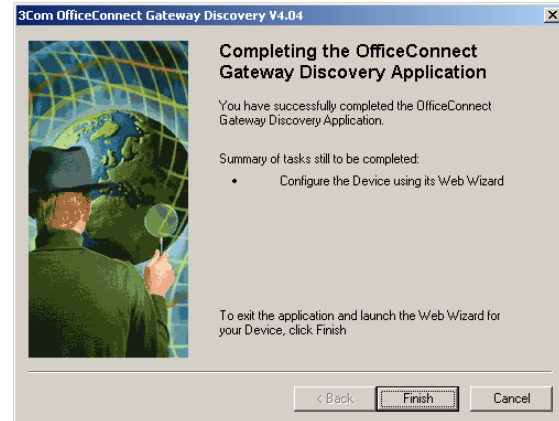 3Com OfficeConnect Gateway Discovery V4.04
Completing the OfficeConnect
Gateway Discovery Application
You have successfully completed the OfficeConnect
Gateway Discovery Application.
Summary of tasks still to be completed:
• Configure the Device using its Web Wizard
To exit the application and launch the Web Wizard for
your Device, click Finish
< Back Finish Cancel